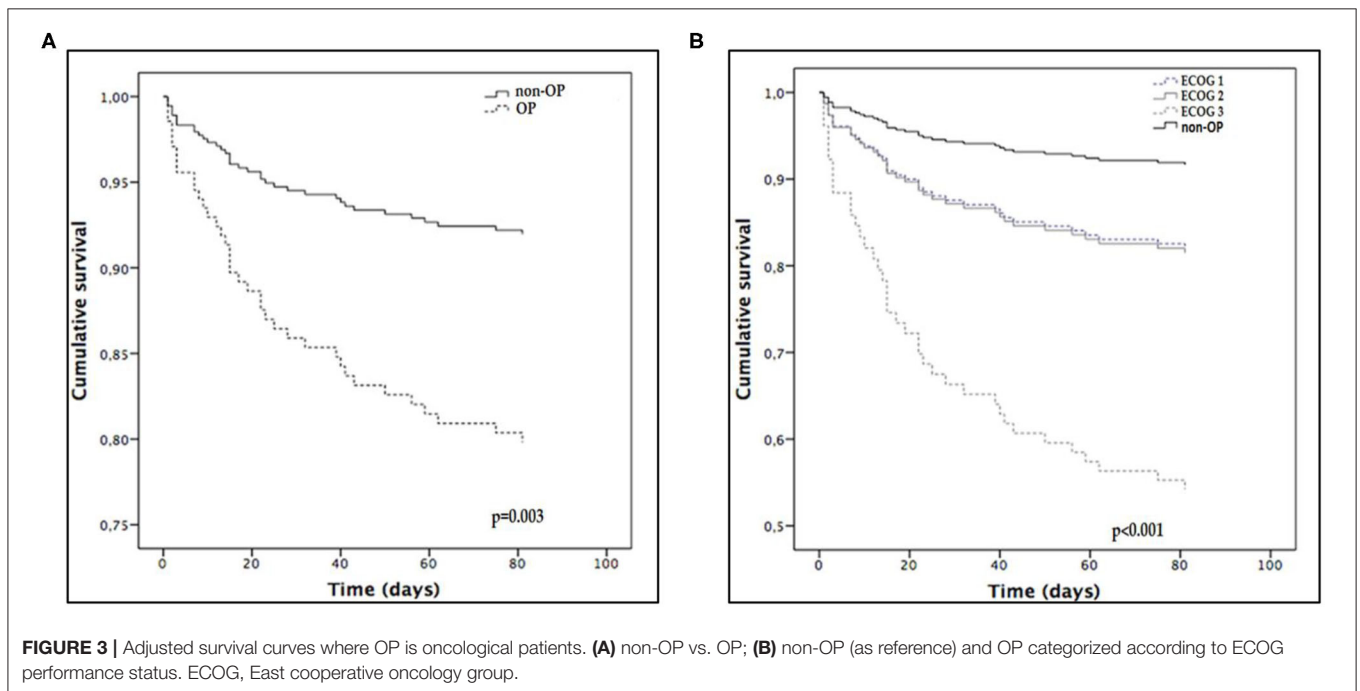 A
Cumulative survival
1,00
0,95
0,90
0,85
0,80
0,75
non-OP
OP
p=0.003
0 20 40 60 80 100
Time (days)
B
Cumulative survival
1,0
0,9
0,8
0,7
0,6
0,5
ECOG 1
ECOG 2
ECOG 3
non-OP
p<0.001
0 20 40 60 80 100
Time (days)
FIGURE 3 | Adjusted survival curves where OP is oncological patients. (A) non-OP vs. OP; (B) non-OP (as reference) and OP categorized according to ECOG
performance status. ECOG, East cooperative oncology group.